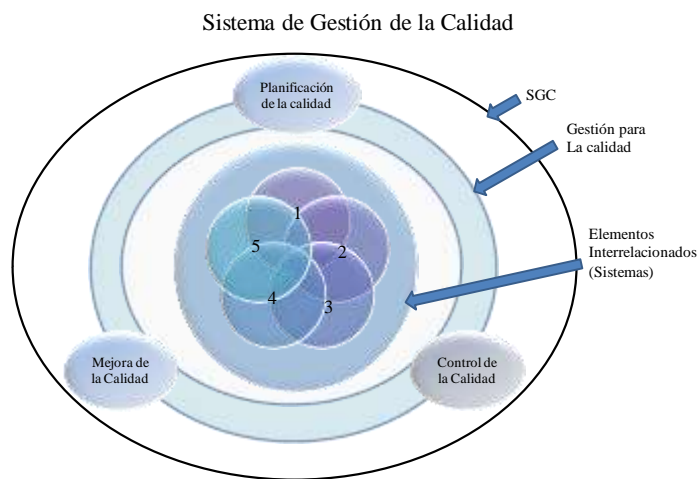 Sistema de Gestión de la Calidad
Planificación
de la calidad
SGC
Gestión para
La calidad
1
5
2
Elementos
Interrelacionados
(Sistemas)
4
3
Mejora de
la Calidad
Control de
la Calidad